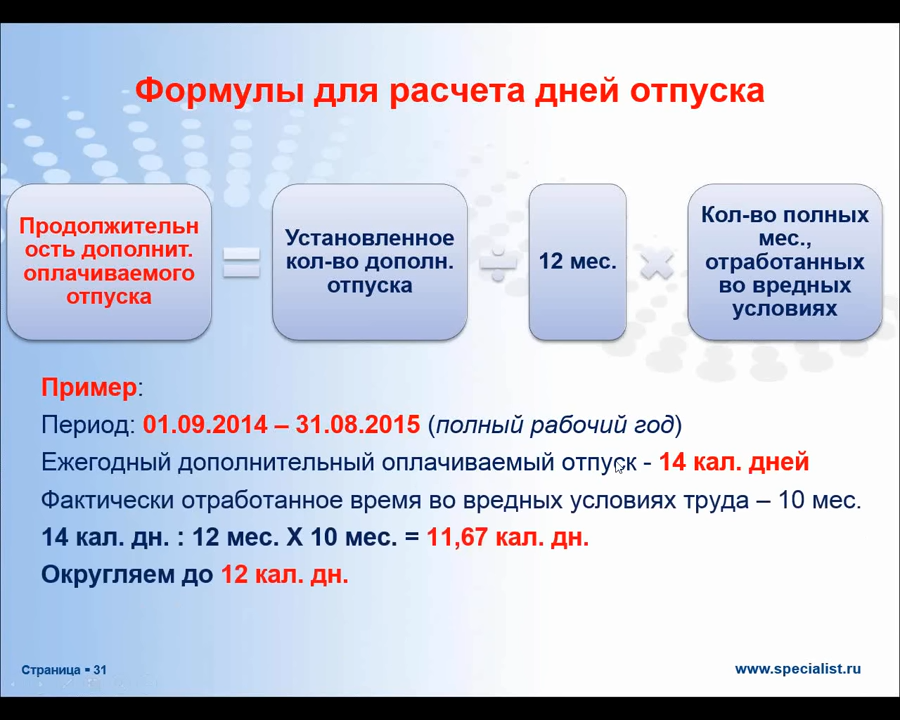 Формулы для расчета дней отпуска
Продолжительн
ость дополнит.
оплачиваемого
отпуска
=
Установленное
кол-во дополн.
отпуска
÷
12 мес.
×
Кол-во полных
мес.,
отработанных
во вредных
условиях
Пример:
Период: 01.09.2014 – 31.08.2015 (полный рабочий год)
Ежегодный дополнительный оплачиваемый отпуск - 14 кал. дней
Фактически отработанное время во вредных условиях труда – 10 мес.
14 кал. дн. : 12 мес. Х 10 мес. = 11,67 кал. дн.
Округляем до 12 кал. дн.
Страница ▪ 31
www.specialist.ru